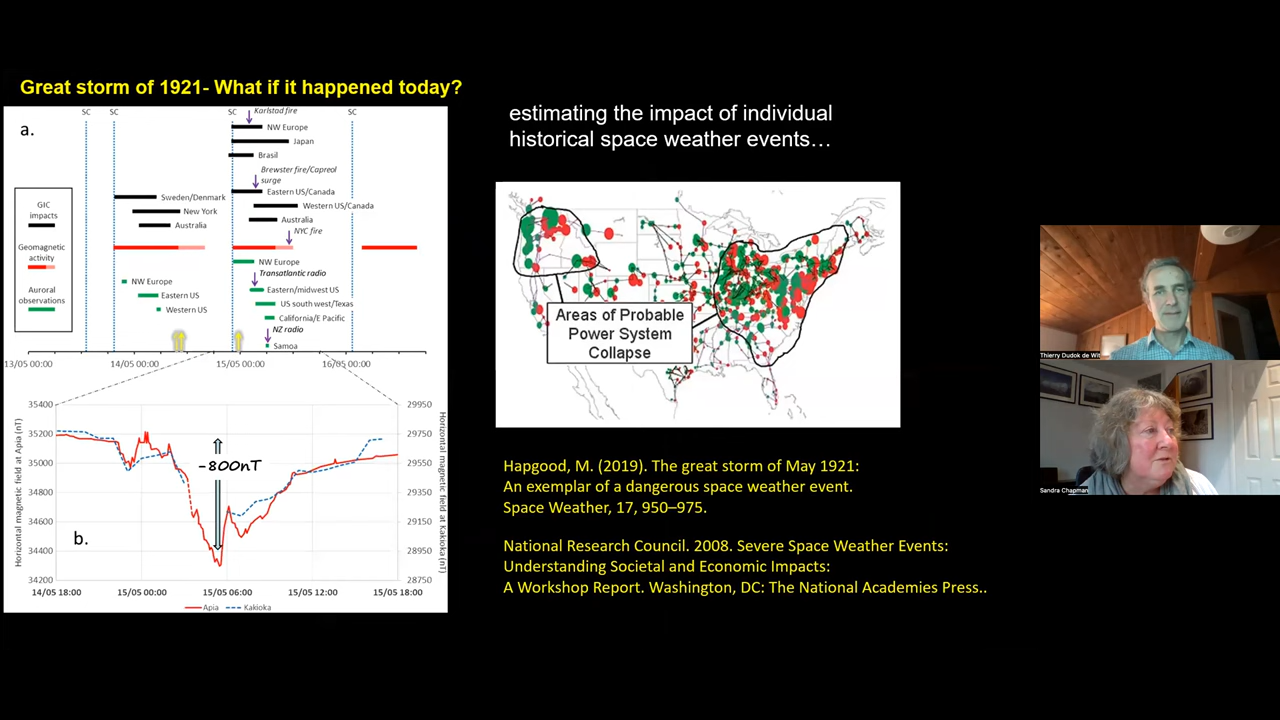 Great storm of 1921- What if it happened today?
a.
SC
SC
SC
SC
Karlstad fire
NW Europe
Japan
Brasil
Brewster fire/Capreol
surge
Sweden/Denmark
Eastern US/Canada
New York
Western US/Canada
Australia
Australia
NYC fire
GIC
impacts
Geomagnetic
activity
Auroral
observations
NW Europe
Transatlantic radio
NW Europe
Eastern/midwest US
Eastern US
US south west/Texas
Western US
California/E Pacific
NZ radio
Samoa
13/05 00:00
14/05 00:00
15/05 00:00
16/05 00:00
b.
Horizontal magnetic field at Apia (nT)
35400
35200
35000
34800
34600
34400
34200
-800nT
29950
29750
29550
29350
29150
28950
28750
Horizontal magnetic field at Kakioka (nT)
14/05 18:00
15/05 00:00
15/05 06:00
15/05 12:00
15/05 18:00
Apia
Kakioka
estimating the impact of individual
historical space weather events…
Areas of Probable
Power System
Collapse
Hapgood, M. (2019). The great storm of May 1921:
An exemplar of a dangerous space weather event.
Space Weather, 17, 950–975.
National Research Council. 2008. Severe Space Weather Events:
Understanding Societal and Economic Impacts:
A Workshop Report. Washington, DC: The National Academies Press..
Thierry Dudok de Wit
Sandra Chapman